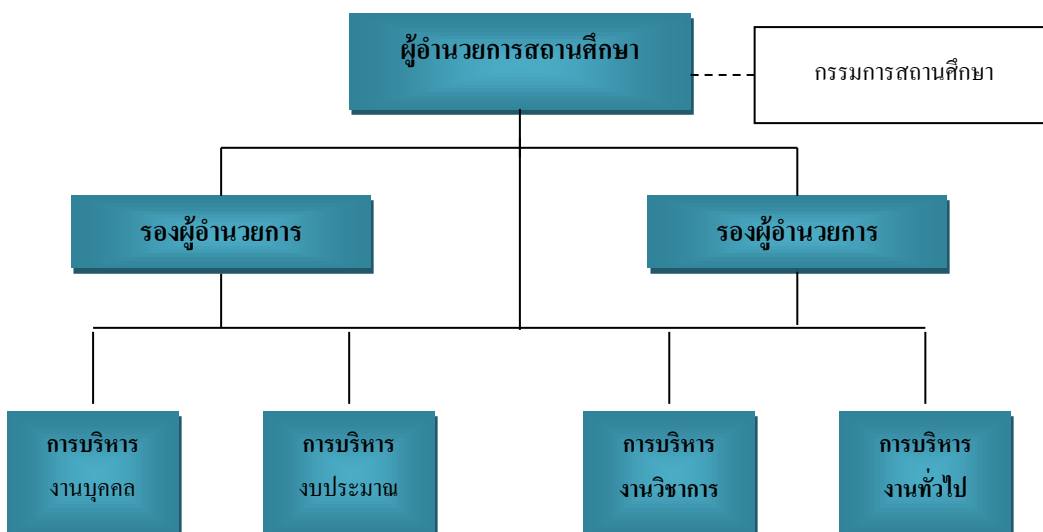 ผู้อำนวยการสถานศึกษา
กรรมการสถานศึกษา
รองผู้อำนวยการ
รองผู้อำนวยการ
การบริหาร
งานบุคคล
การบริหาร
งบประมาณ
การบริหาร
งานวิชาการ
การบริหาร
งานทั่วไป